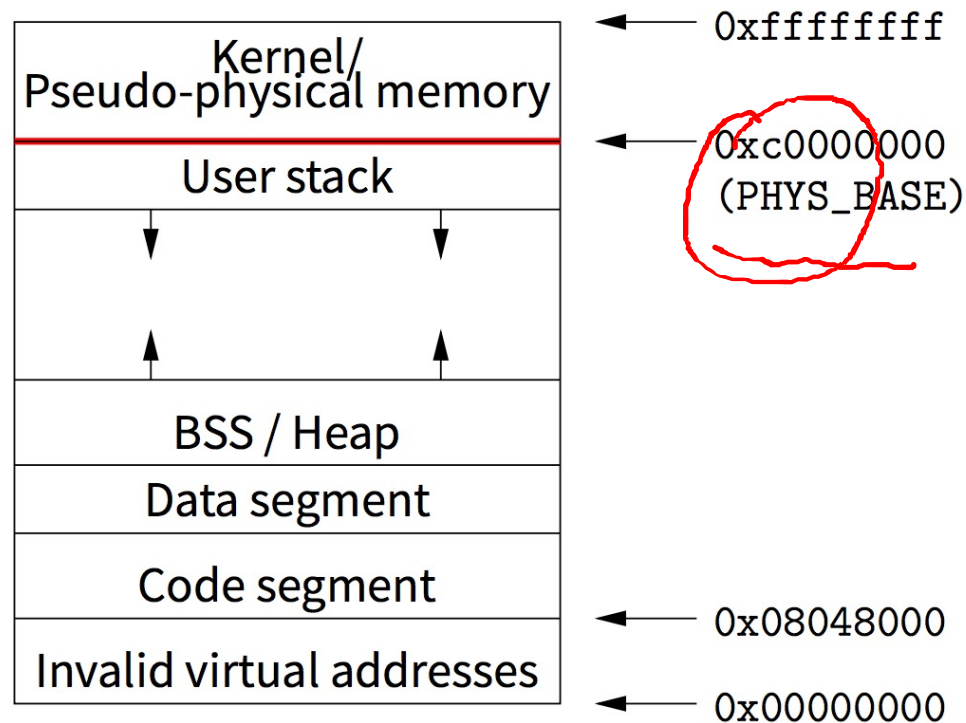 Kernel/
Pseudo-physical memory
0xffffffff
0xc0000000
(PHYS_BASE)
User stack
BSS / Heap
Data segment
Code segment
0x08048000
Invalid virtual addresses
0x00000000